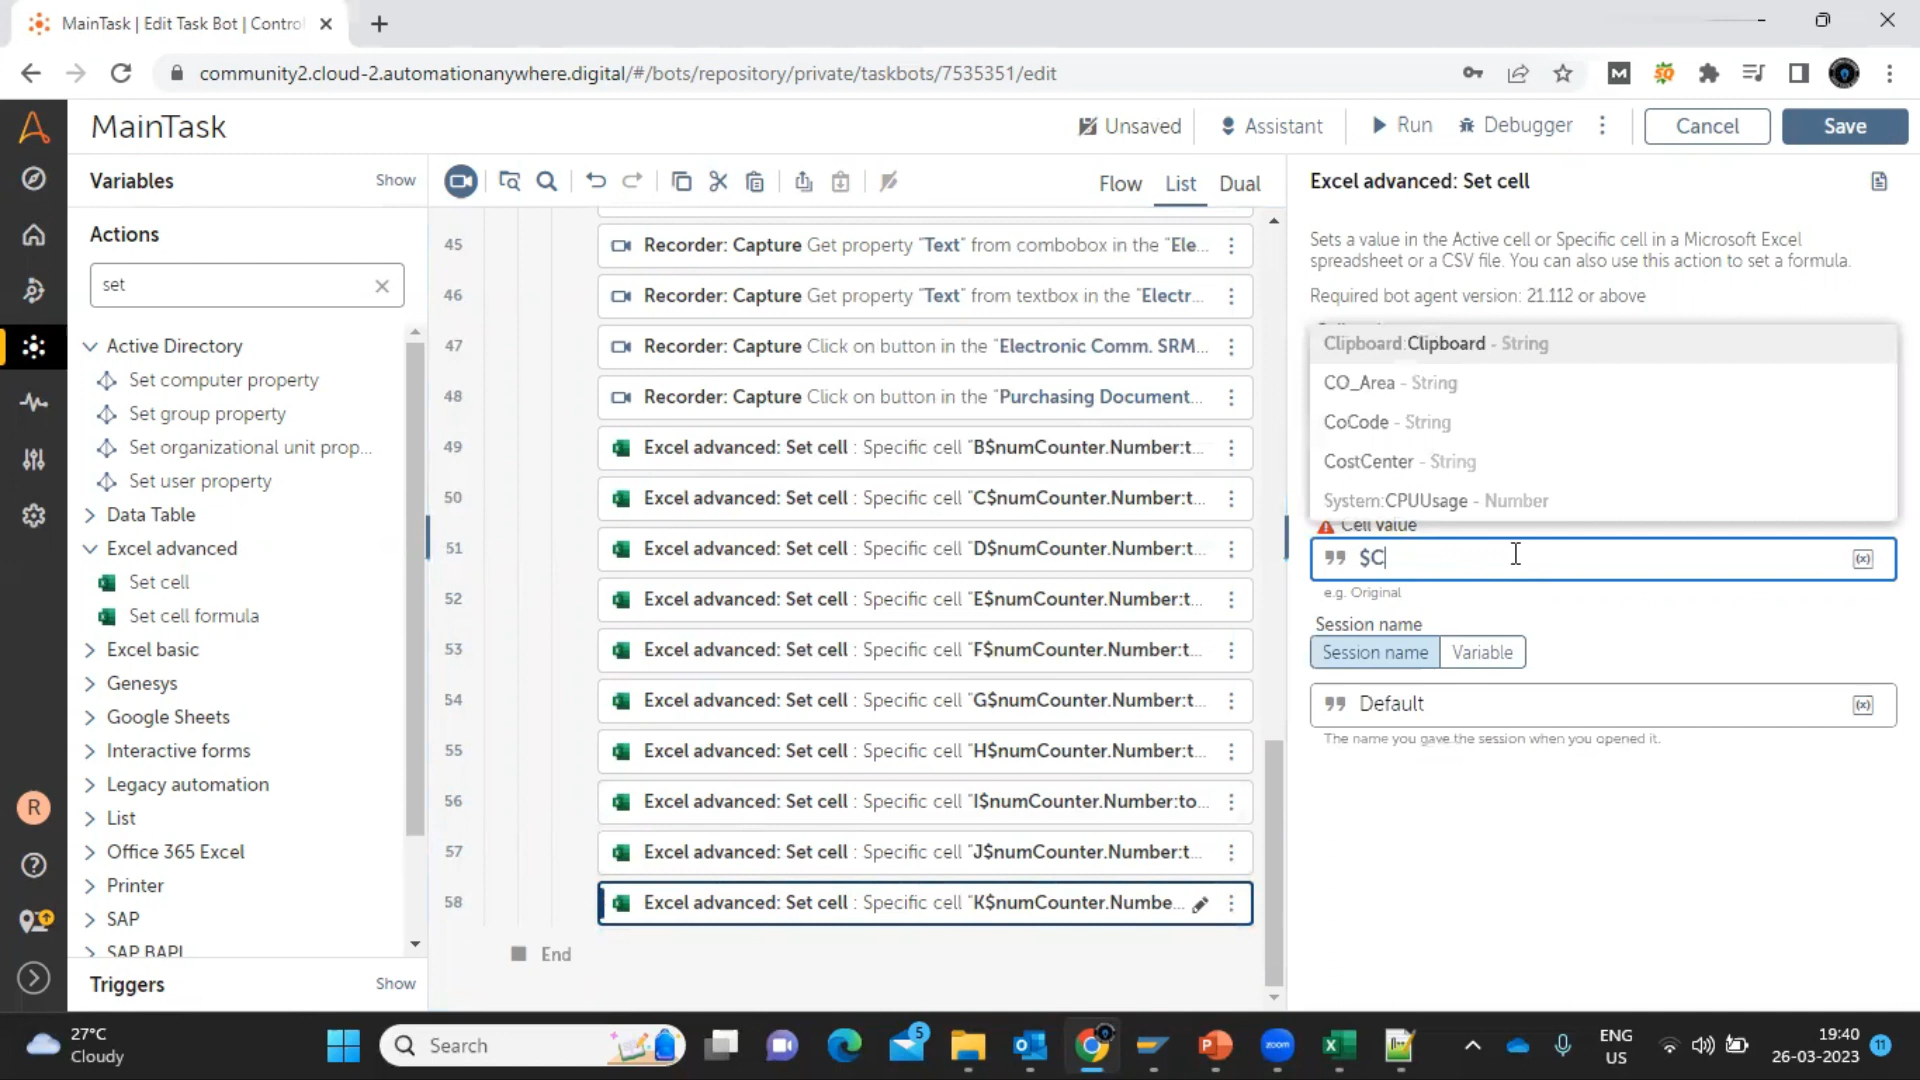 MainTask | Edit Task Bot | Contro
community2.cloud-2.automationanywhere.digital/#/bots/repository/private/taskbots/7535351/edit
MainTask
Unsaved
Assistant
Run
Debugger
Cancel
Save
Variables
Show
Flow
List
Dual
Excel advanced: Set cell
Actions
set
Active Directory
Set computer property
Set group property
Set organizational unit prop...
Set user property
Data Table
Excel advanced
Set cell
Set cell formula
Excel basic
Genesys
Google Sheets
Interactive forms
Legacy automation
List
Office 365 Excel
Printer
SAP
SAP BAPI
Triggers
Show
45 Recorder: Capture Get property "Text" from combobox in the "Ele...
46 Recorder: Capture Get property "Text" from textbox in the "Electr...
47 Recorder: Capture Click on button in the "Electronic Comm. SRM...
48 Recorder: Capture Click on button in the "Purchasing Document...
49 Excel advanced: Set cell : Specific cell "B$numCounter.Number:t...
50 Excel advanced: Set cell : Specific cell "C$numCounter.Number:t...
51 Excel advanced: Set cell : Specific cell "D$numCounter.Number:t...
52 Excel advanced: Set cell : Specific cell "E$numCounter.Number:t...
53 Excel advanced: Set cell : Specific cell "F$numCounter.Number:t...
54 Excel advanced: Set cell : Specific cell "G$numCounter.Number:t...
55 Excel advanced: Set cell : Specific cell "H$numCounter.Number:t...
56 Excel advanced: Set cell : Specific cell "I$numCounter.Number:to...
57 Excel advanced: Set cell : Specific cell "J$numCounter.Number:t...
58 Excel advanced: Set cell : Specific cell "K$numCounter.Numbe...
End
Sets a value in the Active cell or Specific cell in a Microsoft Excel
spreadsheet or a CSV file. You can also use this action to set a formula.
Required bot agent version: 21.112 or above
Clipboard:Clipboard - String
CO_Area - String
CoCode - String
CostCenter - String
System:CPUUsage - Number
Cell value
$C
(x)
e.g. Original
Session name
Session name
Variable
Default
(x)
The name you gave the session when you opened it.
R
27°C
Cloudy
Search
5
zoom
ENG
US
19:40
26-03-2023
11